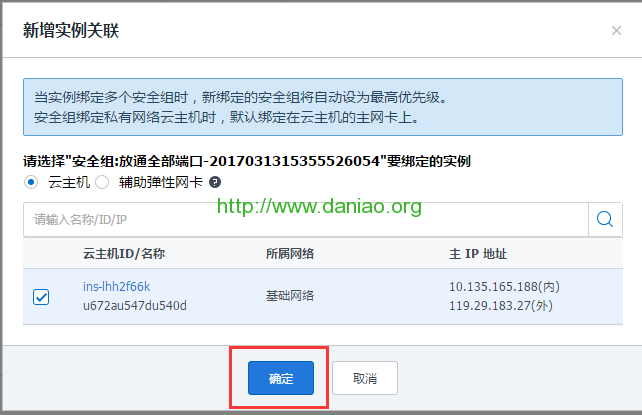 新增实例关联
当实例绑定多个安全组时，新绑定的安全组将自动设为最高优先级。
安全组绑定私有网络云主机时，默认绑定在云主机的主网卡上。
请选择"安全组:放通全部端口-2017031315355526054"要绑定的实例
云主机 辅助弹性网卡
请输入名称/ID/IP
http://www.daniao.org
云主机ID/名称 所属网络 主 IP 地址
ins-lhh2f66k 基础网络 10.135.165.188(内)
u672au547du540d 119.29.183.27(外)
确定 取消